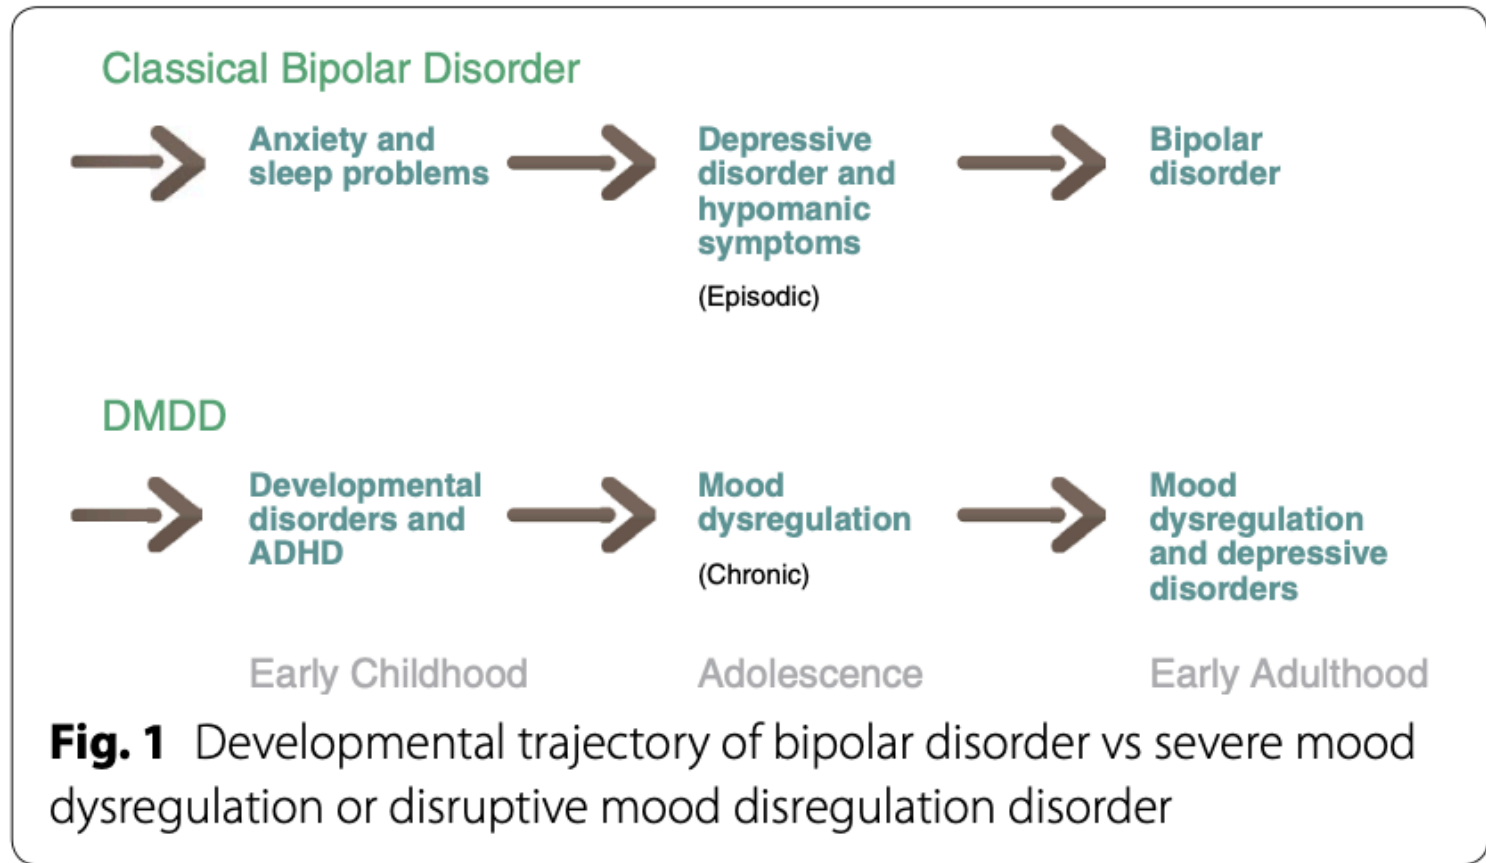 Classical Bipolar Disorder
Anxiety and
sleep problems
Depressive
disorder and
hypomanic
symptoms
(Episodic)
Bipolar
disorder
DMDD
Developmental
disorders and
ADHD
Mood
dysregulation
(Chronic)
Mood
dysregulation
and depressive
disorders
Early Childhood
Adolescence
Early Adulthood
Fig. 1 Developmental trajectory of bipolar disorder vs severe mood
dysregulation or disruptive mood disregulation disorder